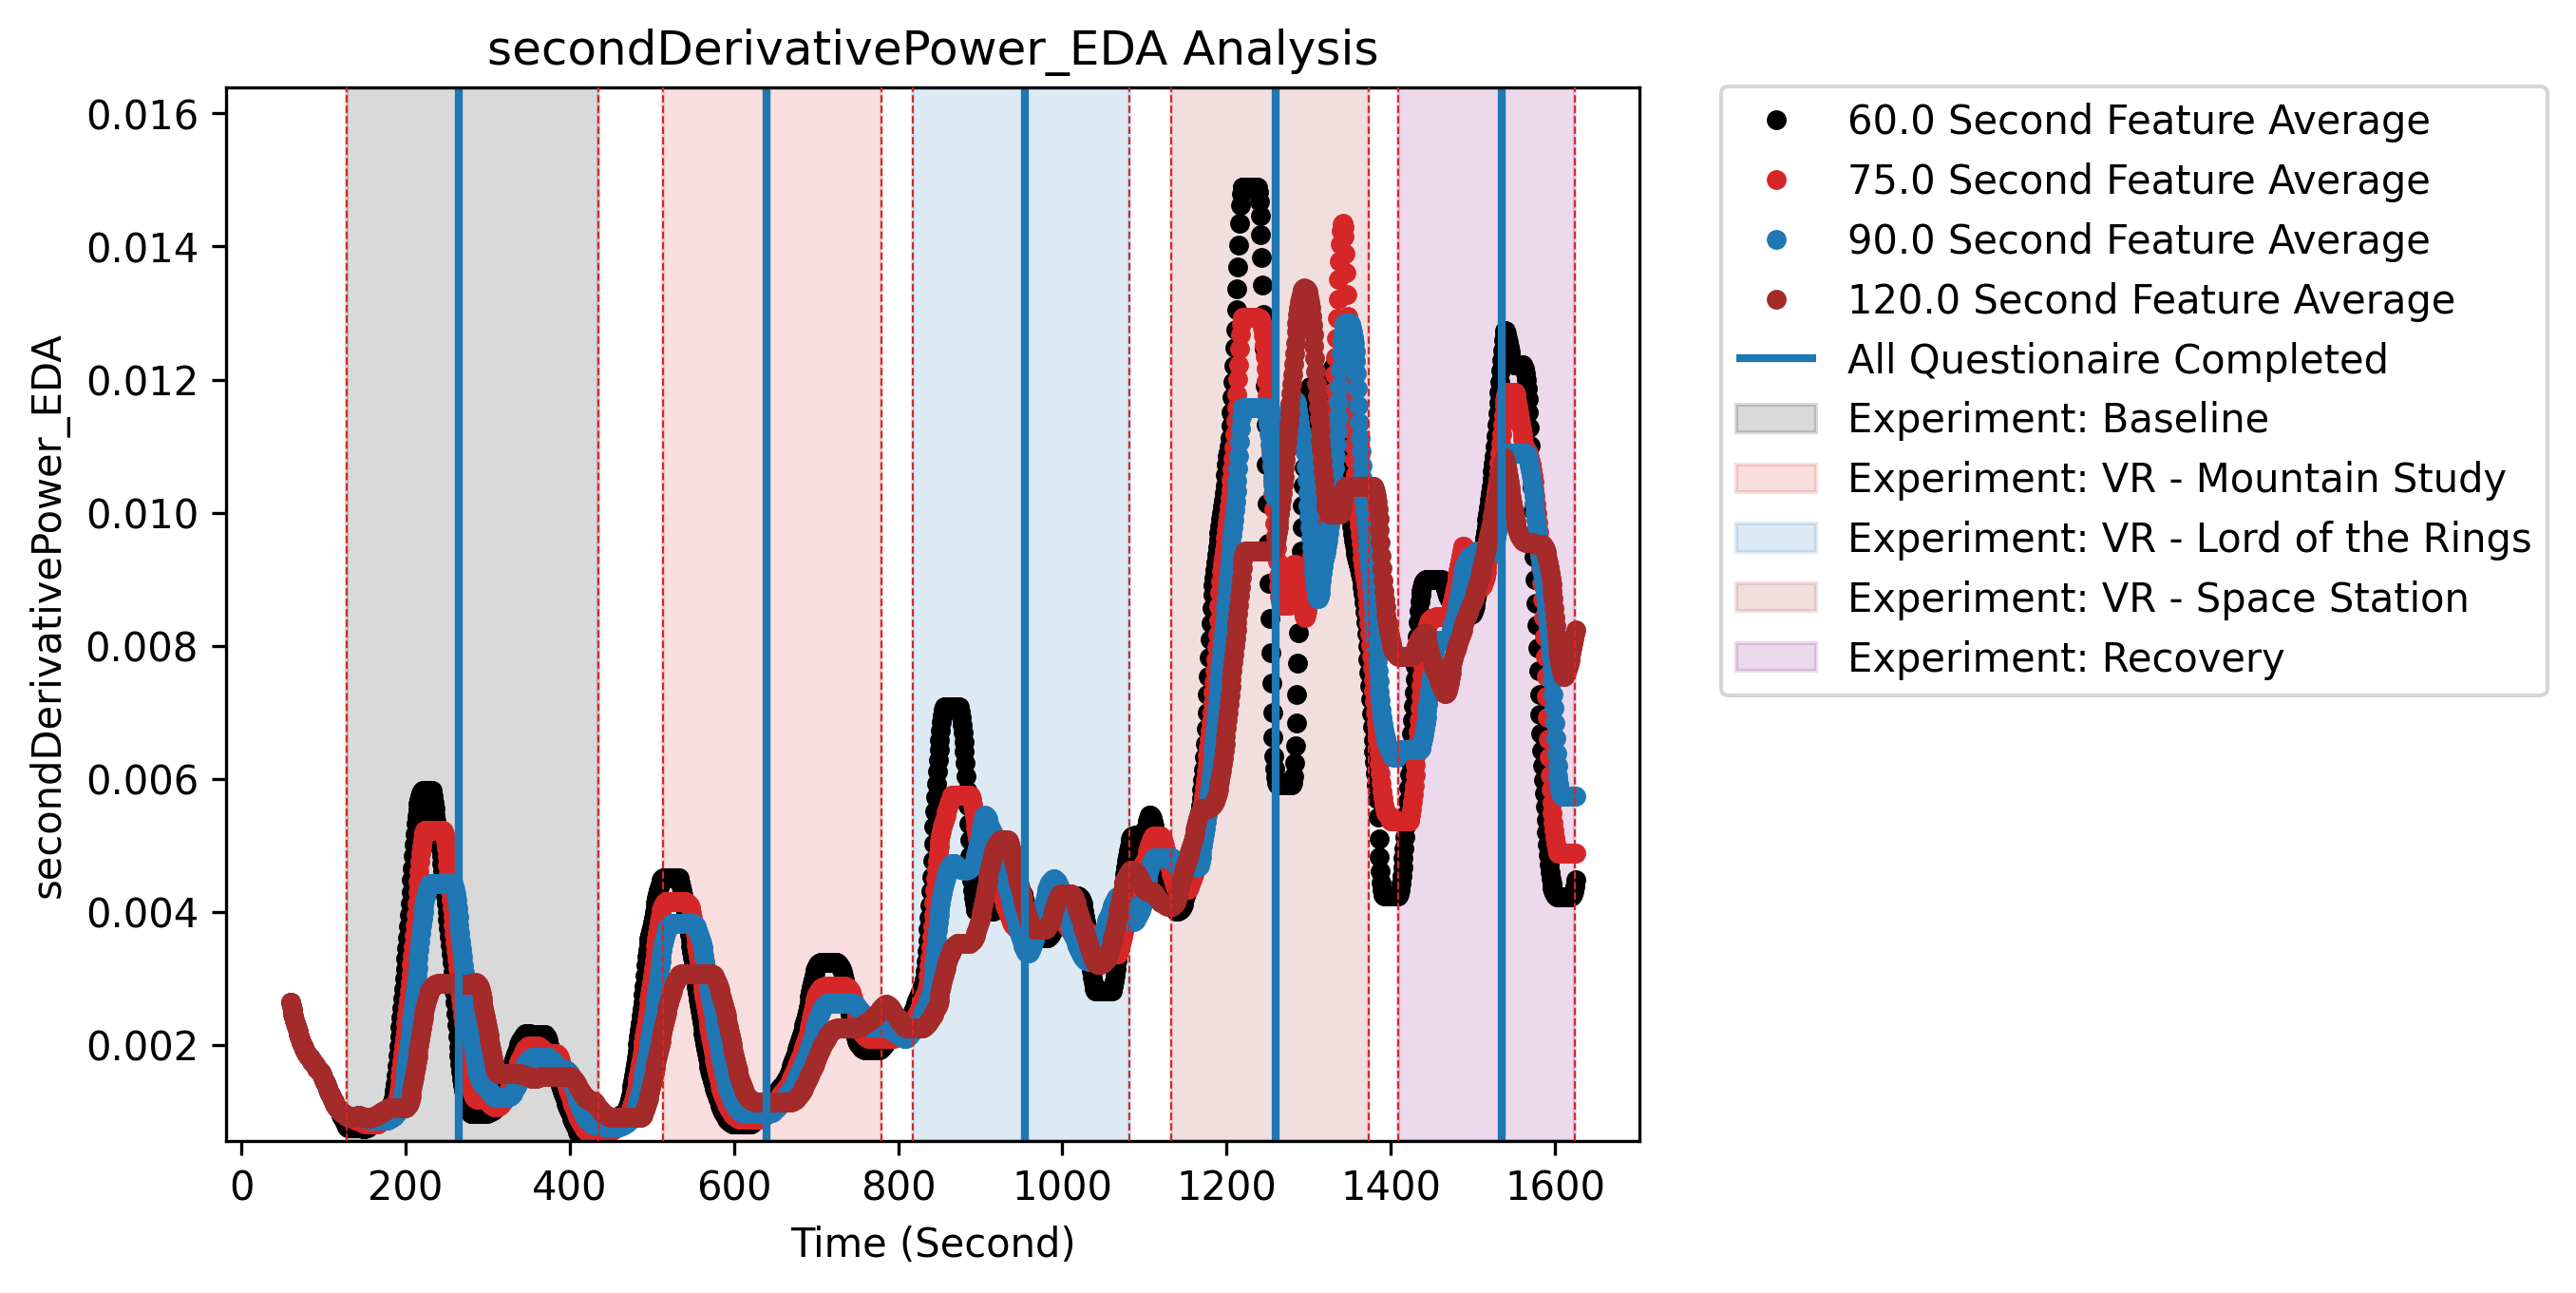 secondDerivativePower_EDA Analysis
secondDerivativePower_EDA
0.016
0.014
0.012
0.010
0.008
0.006
0.004
0.002
0 200 400 600 800 1000 1200 1400 1600
Time (Second)
60.0 Second Feature Average
75.0 Second Feature Average
90.0 Second Feature Average
120.0 Second Feature Average
All Questionaire Completed
Experiment: Baseline
Experiment: VR - Mountain Study
Experiment: VR - Lord of the Rings
Experiment: VR - Space Station
Experiment: Recovery